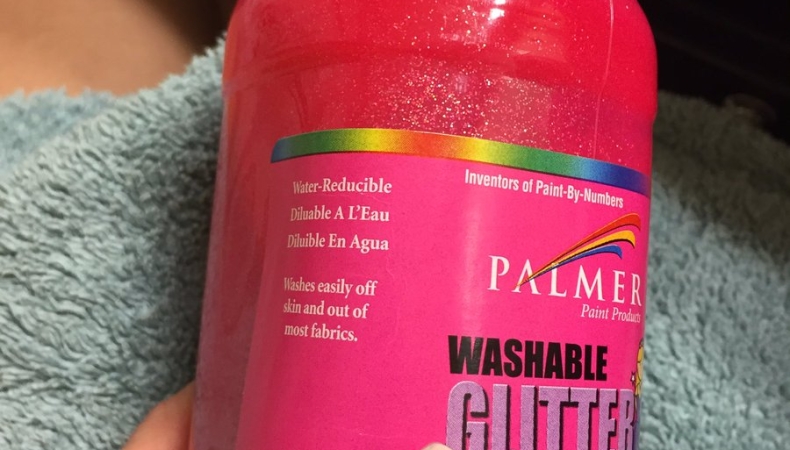 Water-Reducible
Diluable A L'Eau
Diluible En Agua
Washes easily off
skin and out of
most fabrics.
Inventors of Paint-By-Numbers
PALMER
Paint Products
WASHABLE
GLITTER